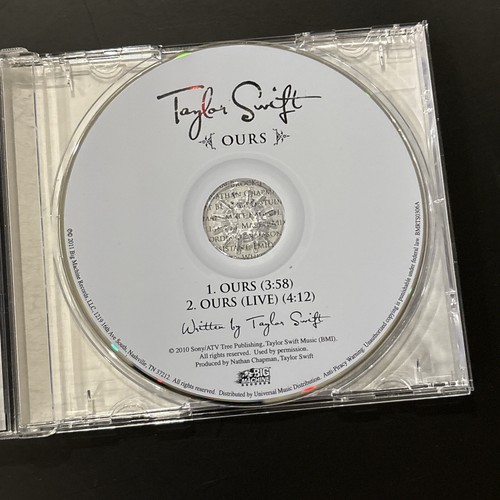 Taylor Swift
OURS
1. OURS (3:58)
2. OURS (LIVE) (4:12)
Written by Taylor Swift
© 2010 Sony/ATV Tree Publishing, Taylor Swift Music (BMI).
All rights reserved. Used by permission.
Produced by Nathan Chapman, Taylor Swift
BIG
MACHINE
RECORDS
2011 Big Machine Records, LLC, 1219 16th Ave South, Nashville, TN, 37212. All rights reserved. Distributed by Universal Music Distribution. Anti-Piracy Warning: Unauthorized copying is punishable under federal law. BMRTS0306A